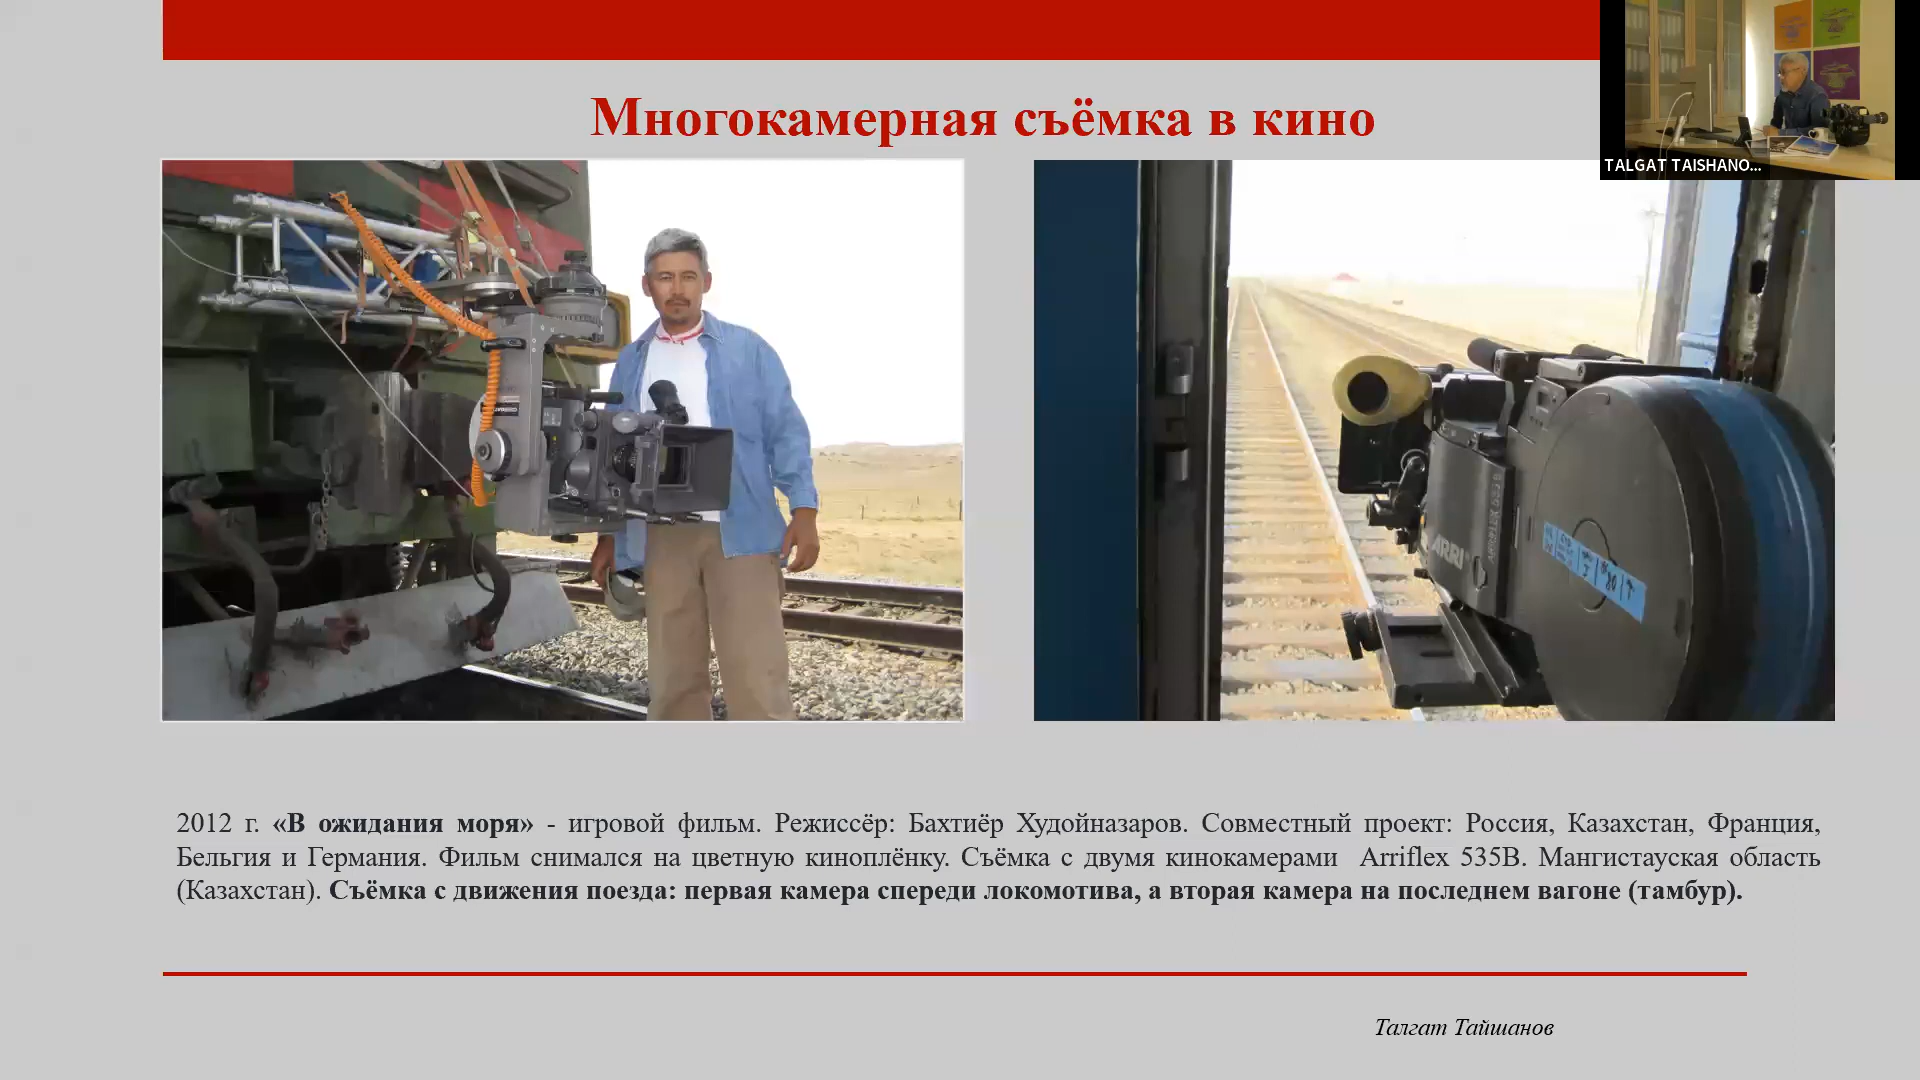 Многокамерная съёмка в кино
TALGAT TAISHANO...
ARRI
ARRIFLEX 535B
2012 г. «В ожидания моря» - игровой фильм. Режиссёр: Бахтиёр Худойназаров. Совместный проект: Россия, Казахстан, Франция,
Бельгия и Германия. Фильм снимался на цветную киноплёнку. Съёмка с двумя кинокамерами Arriflex 535B. Мангистауская область
(Казахстан). Съёмка с движения поезда: первая камера спереди локомотива, а вторая камера на последнем вагоне (тамбур).
Талгат Тайшанов